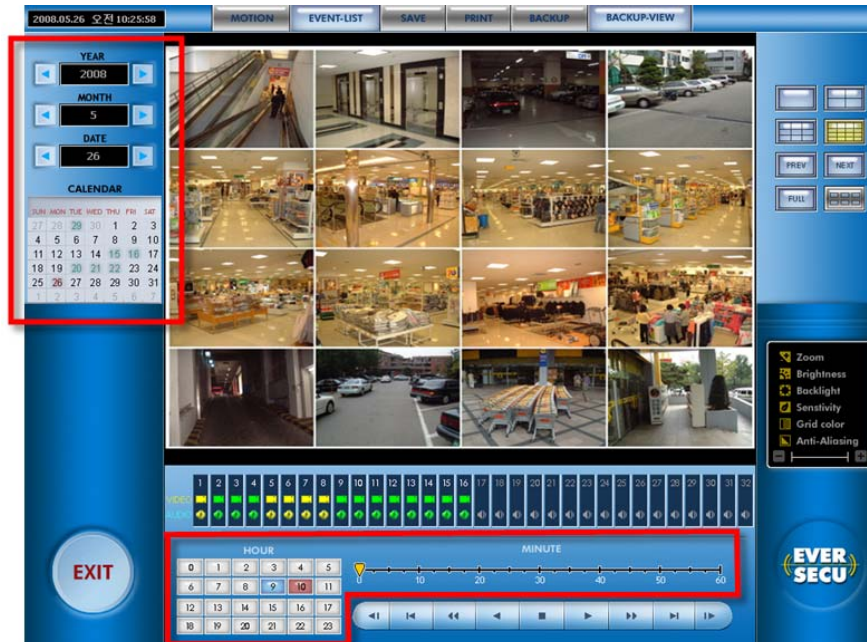 2008.05.26 오전 10:25:58
MOTION EVENT-LIST SAVE PRINT BACKUP BACKUP-VIEW
YEAR
2008
MONTH
5
DATE
26
CALENDAR
SUN MON TUE WED THU FRI SAT
27 28 29 30 1 2 3
4 5 6 7 8 9 10
11 12 13 14 15 16 17
18 19 20 21 22 23 24
25 26 27 28 29 30 31
1 2 3 4 5 6 7
PREV NEXT
FULL
Zoom
Brightness
Backlight
Senstivity
Grid color
Anti-Aliasing
1 2 3 4 5 6 7 8 9 10 11 12 13 14 15 16 17 18 19 20 21 22 23 24 25 26 27 28 29 30 31 32
VIDEO
AUDIO
EXIT
HOUR
0 1 2 3 4 5
6 7 8 9 10 11
12 13 14 15 16 17
18 19 20 21 22 23
MINUTE
0 10 20 30 40 50 60
EVER
SECU